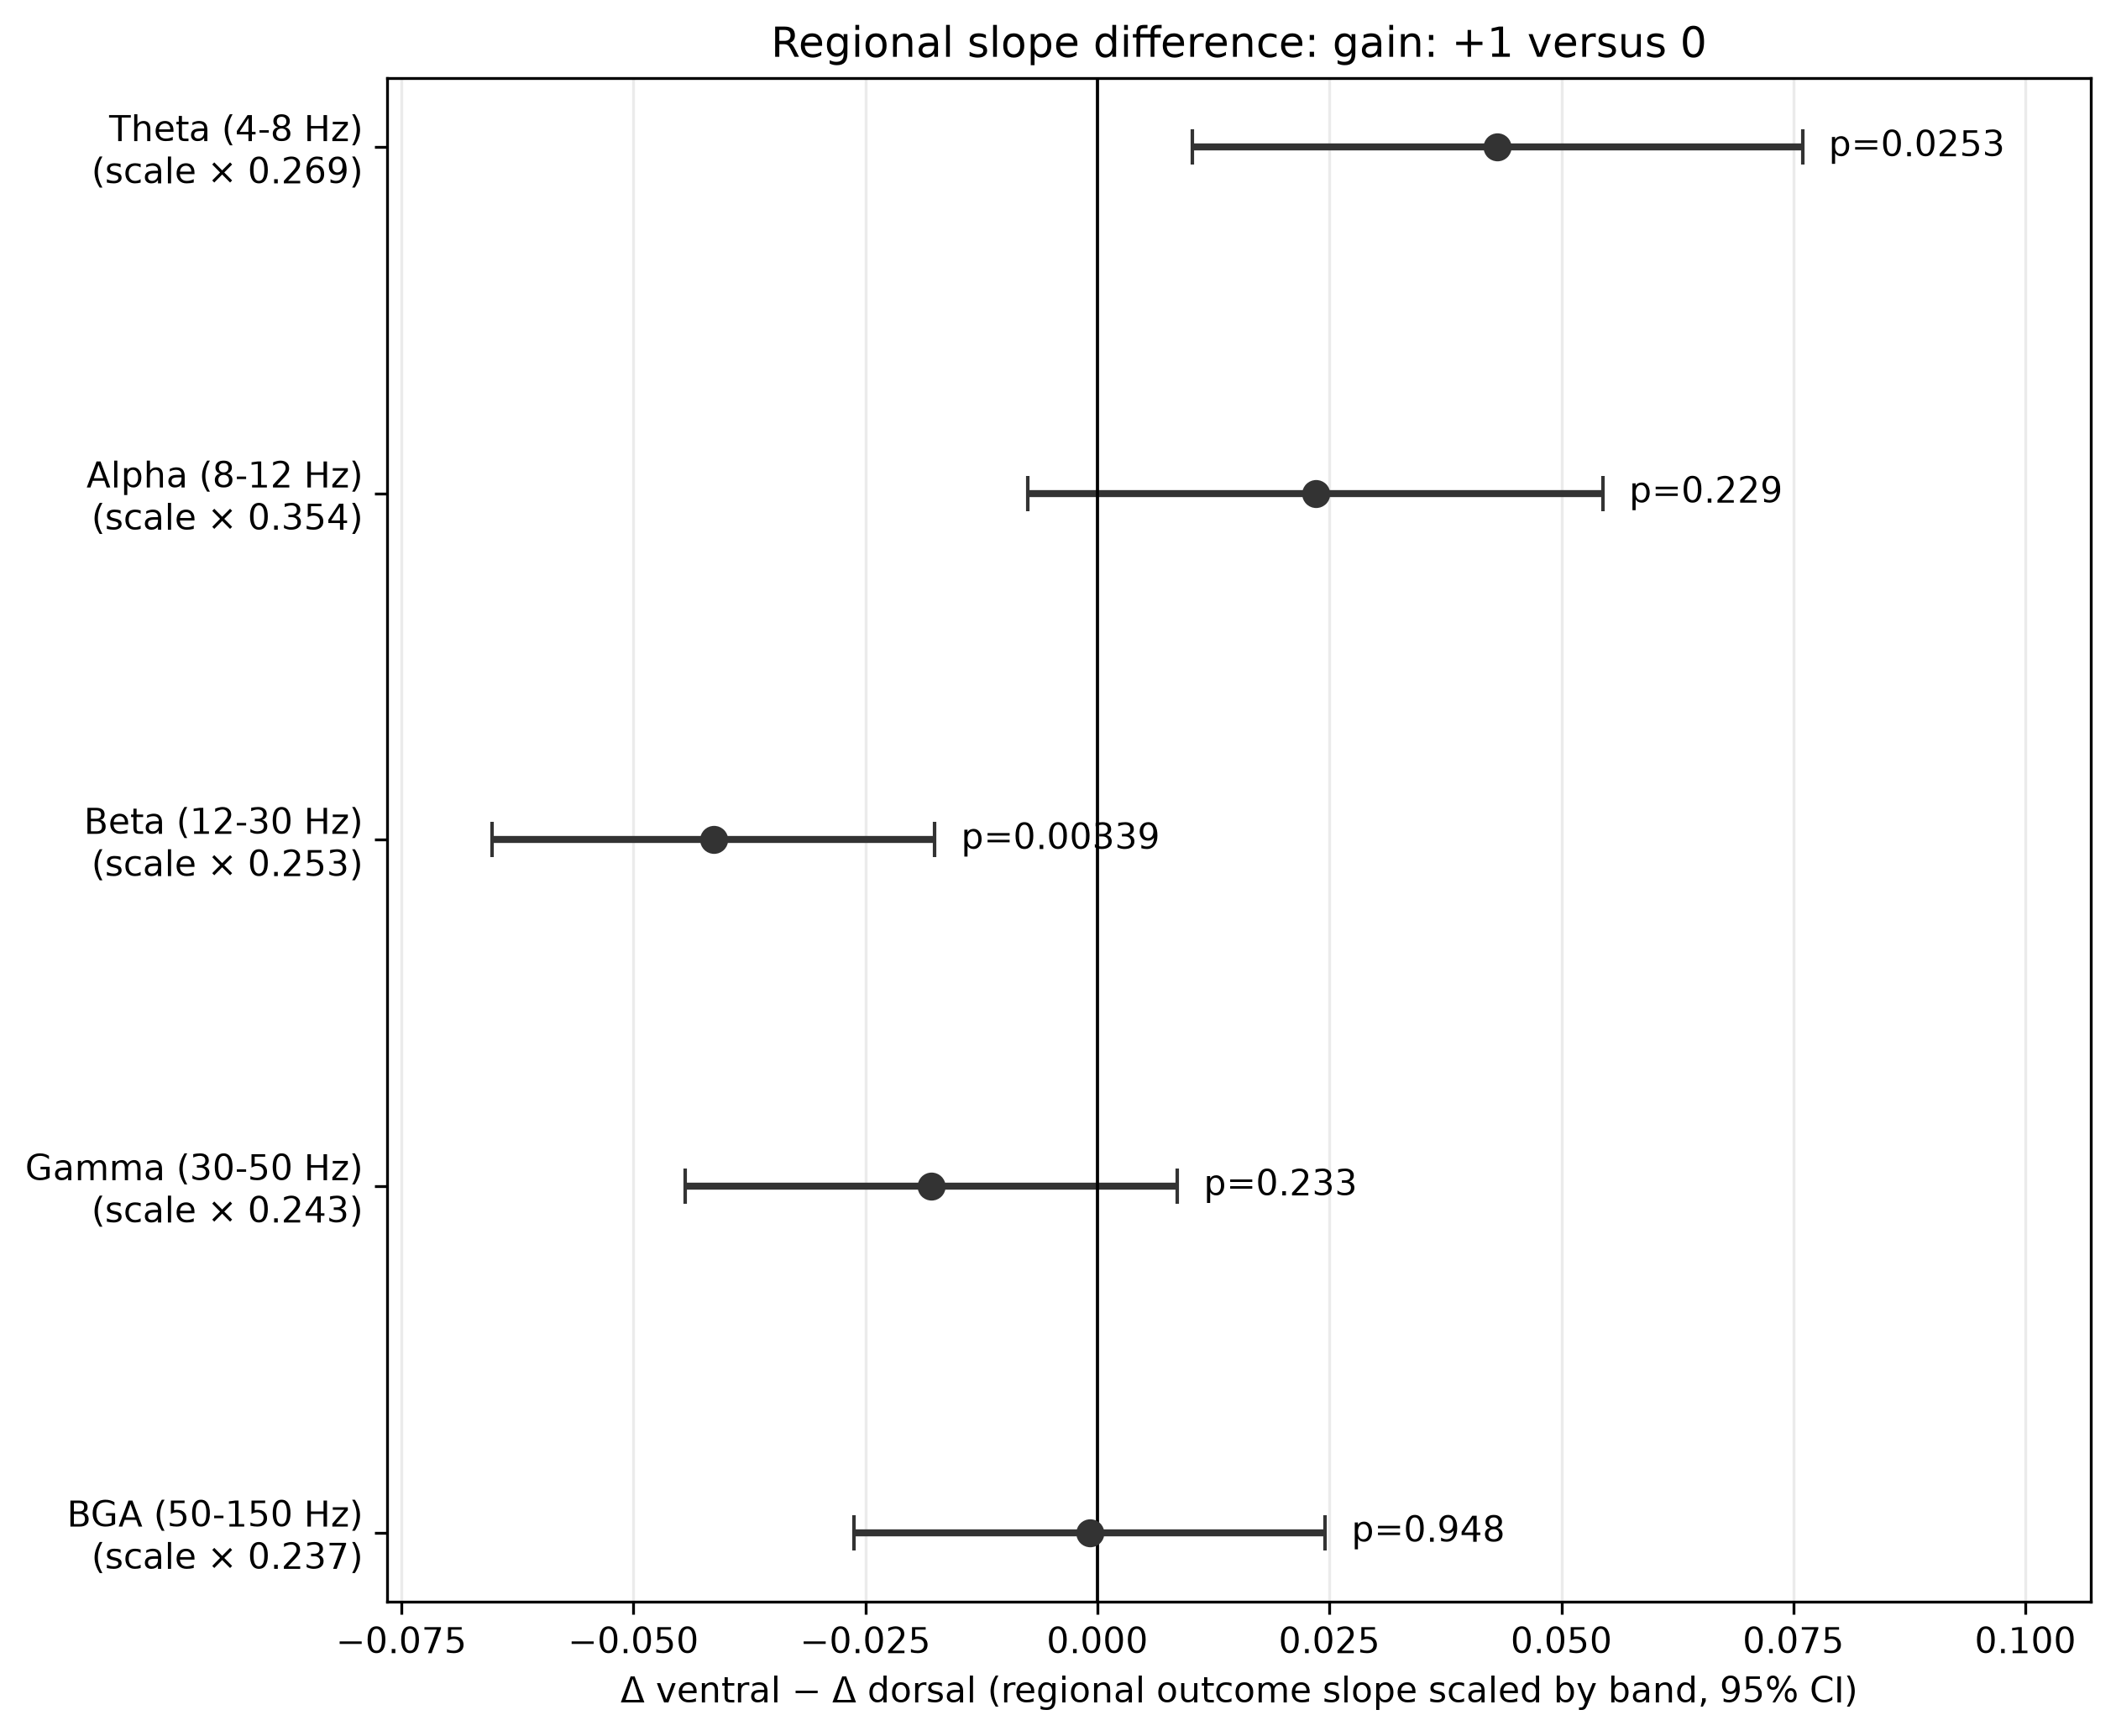 Regional slope difference: gain: +1 versus 0
Theta (4-8 Hz)
(scale × 0.269)
p=0.0253
Alpha (8-12 Hz)
(scale × 0.354)
p=0.229
Beta (12-30 Hz)
(scale × 0.253)
p=0.00339
Gamma (30-50 Hz)
(scale × 0.243)
p=0.233
BGA (50-150 Hz)
(scale × 0.237)
p=0.948
−0.075 −0.050 −0.025 0.000 0.025 0.050 0.075 0.100
Δ ventral − Δ dorsal (regional outcome slope scaled by band, 95% CI)